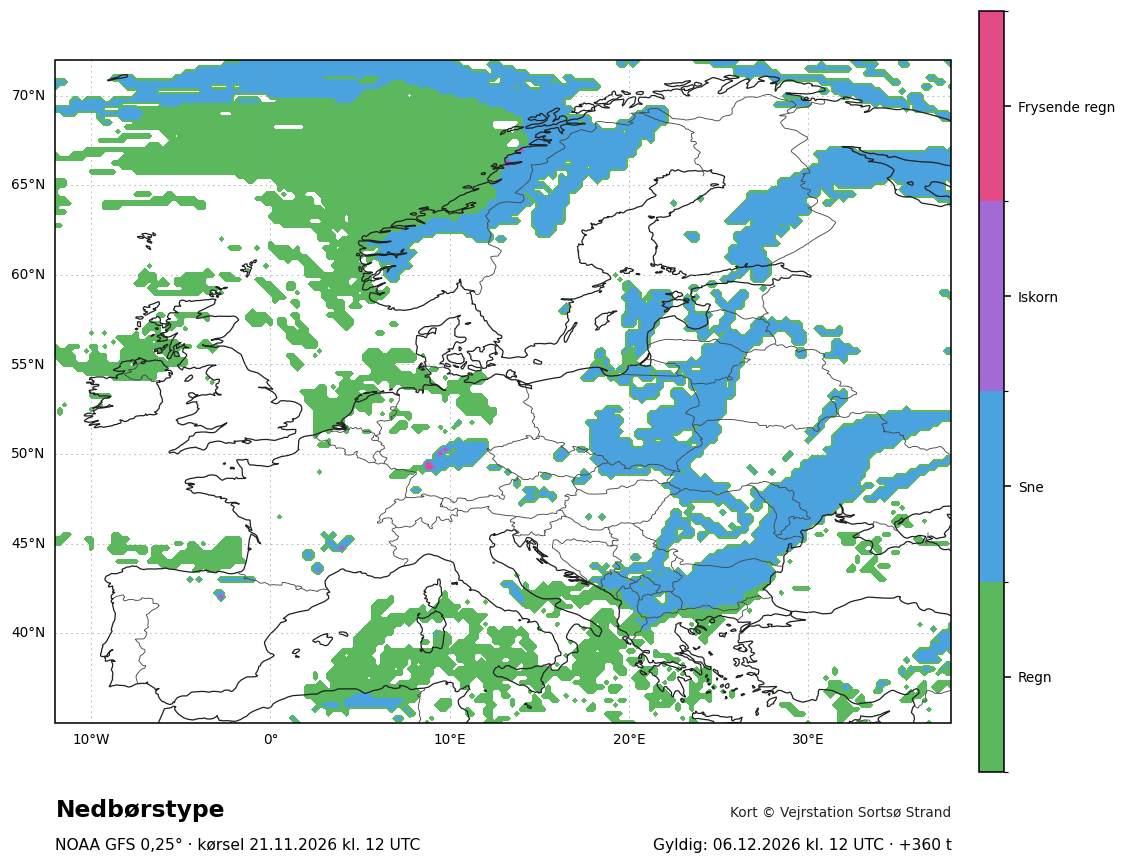 Frysende regn
Iskorn
Sne
Regn
70°N
65°N
60°N
55°N
50°N
45°N
40°N
10°W
0°
10°E
20°E
30°E
Nedbørstype
Kort © Vejrstation Sortsø Strand
NOAA GFS 0,25° · kørsel 21.11.2026 kl. 12 UTC
Gyldig: 06.12.2026 kl. 12 UTC · +360 t